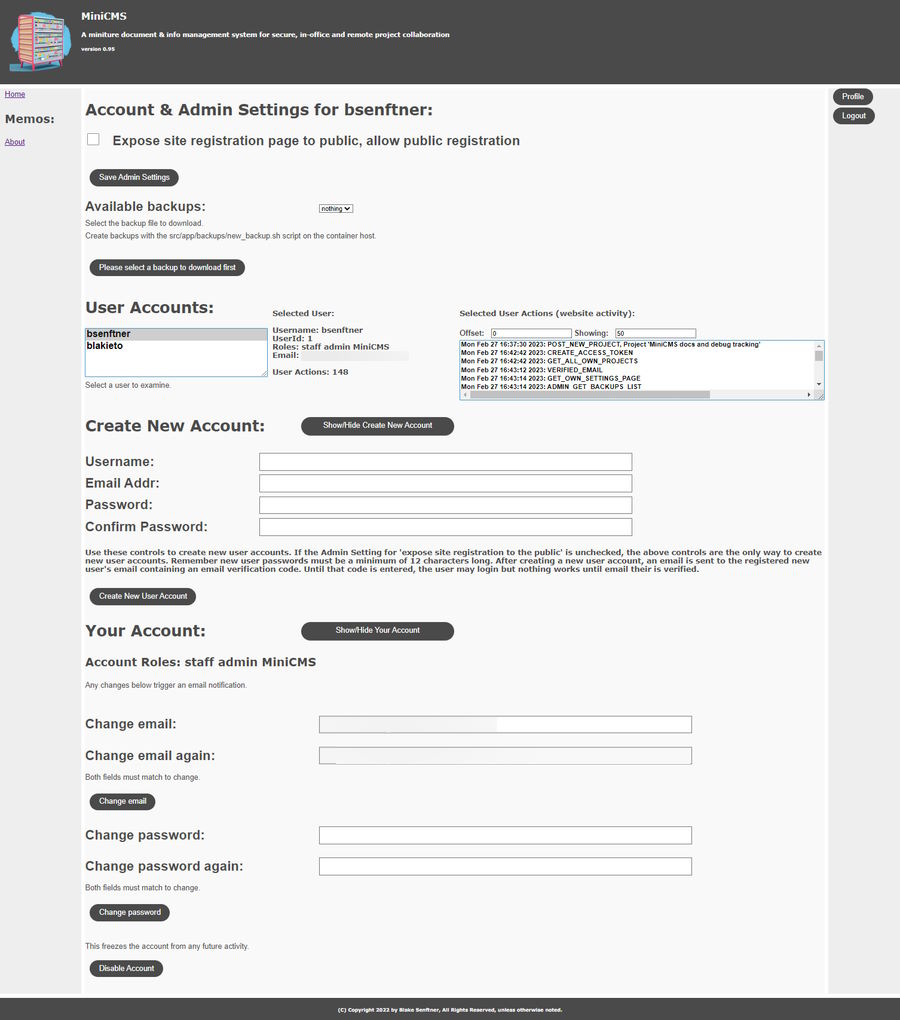 MiniCMS
A miniture document & info management system for secure, in-office and remote project collaboration
version 0.95
Home
Memos:
About
Profile
Logout
Account & Admin Settings for bsenftner:
Expose site registration page to public, allow public registration
Save Admin Settings
Available backups:
nothing
Select the backup file to download.
Create backups with the src/app/backups/new_backup.sh script on the container host.
Please select a backup to download first
User Accounts:
bsenftner
blakieto
Select a user to examine.
Selected User:
Username: bsenftner
UserId: 1
Roles: staff admin MiniCMS
Email:
User Actions: 148
Selected User Actions (website activity):
Offset: 0 Showing: 50
Mon Feb 27 16:37:30 2023: POST_NEW_PROJECT, Project 'MiniCMS docs and debug tracking'
Mon Feb 27 16:42:42 2023: CREATE_ACCESS_TOKEN
Mon Feb 27 16:42:42 2023: GET_ALL_OWN_PROJECTS
Mon Feb 27 16:43:12 2023: VERIFIED_EMAIL
Mon Feb 27 16:43:14 2023: GET_OWN_SETTINGS_PAGE
Mon Feb 27 16:43:14 2023: ADMIN_GET_BACKUPS_LIST
Create New Account:
Show/Hide Create New Account
Username:
Email Addr:
Password:
Confirm Password:
Use these controls to create new user accounts. If the Admin Setting for 'expose site registration to the public' is unchecked, the above controls are the only way to create
new user accounts. Remember new user passwords must be a minimum of 12 characters long. After creating a new user account, an email is sent to the registered new
user's email containing an email verification code. Until that code is entered, the user may login but nothing works until email their is verified.
Create New User Account
Your Account:
Show/Hide Your Account
Account Roles: staff admin MiniCMS
Any changes below trigger an email notification.
Change email:
Change email again:
Both fields must match to change.
Change email
Change password:
Change password again:
Both fields must match to change.
Change password
This freezes the account from any future activity.
Disable Account
(C) Copyright 2022 by Blake Senftner, All Rights Reserved, unless otherwise noted.